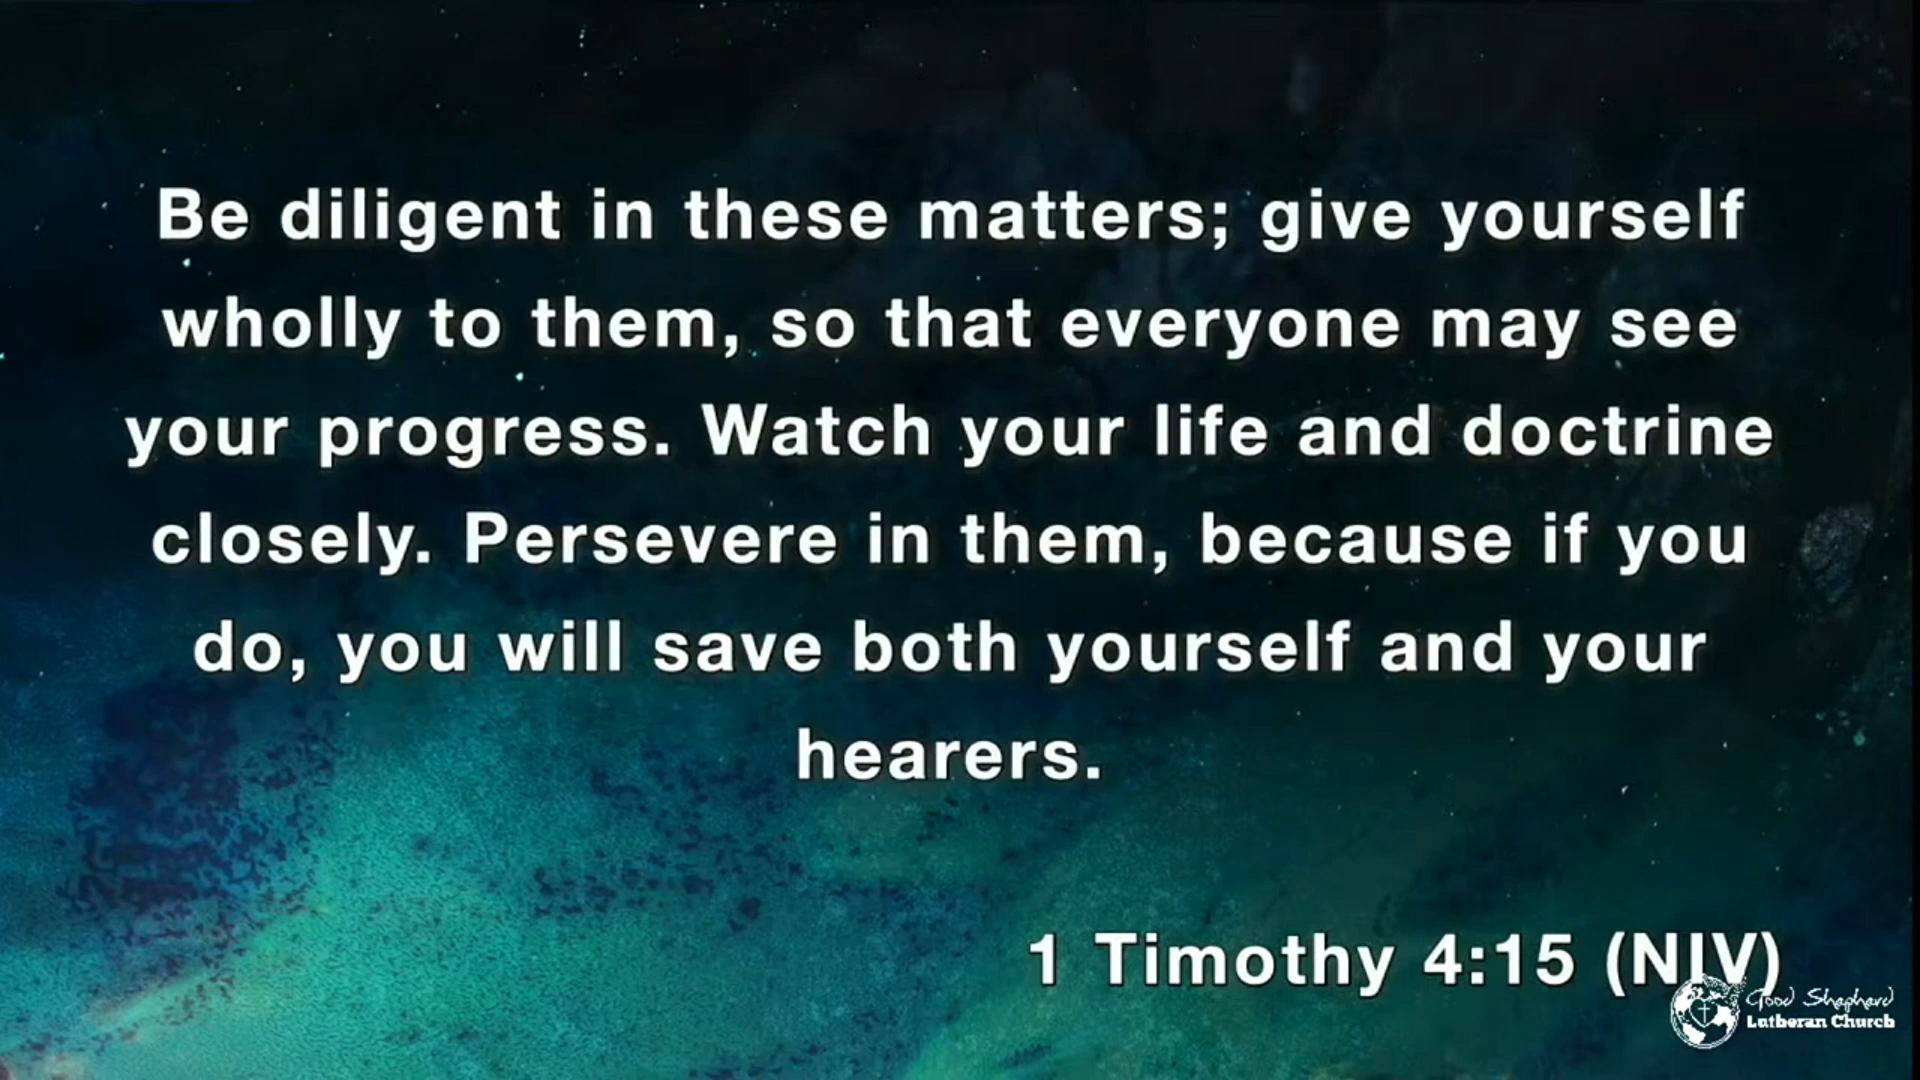 Be diligent in these matters; give yourself
wholly to them, so that everyone may see
your progress. Watch your life and doctrine
closely. Persevere in them, because if you
do, you will save both yourself and your
hearers.
1 Timothy 4:15 (NIV)
Good Shepherd
Lutheran Church